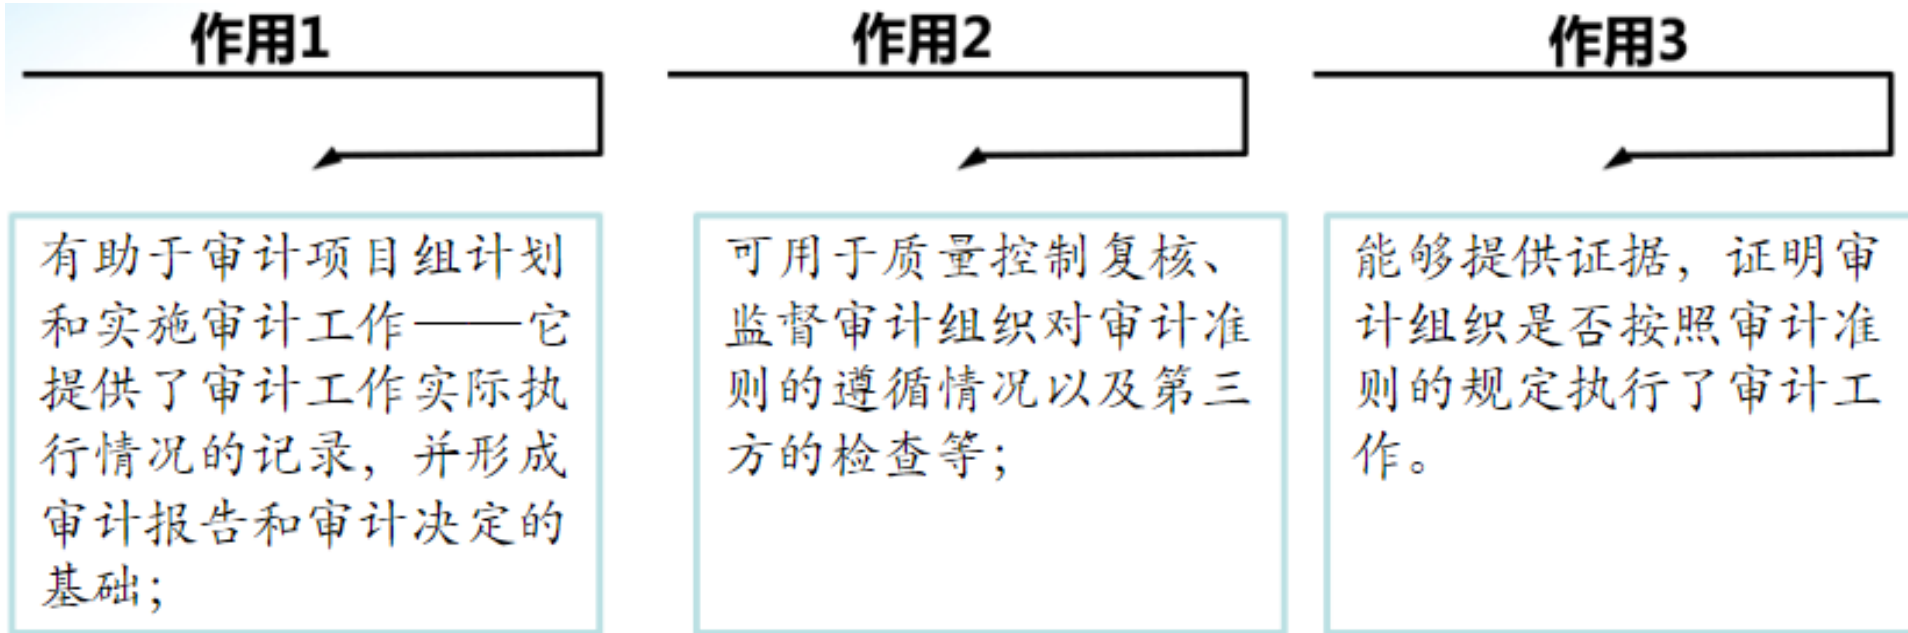 作用1
有助于审计项目组计划
和实施审计工作——它
提供了审计工作实际执
行情况的记录，并形成
审计报告和审计决定的
基础；
作用2
可用于质量控制复核、
监督审计组织对审计准
则的遵循情况以及第三
方的检查等；
作用3
能够提供证据，证明审
计组织是否按照审计准
则的规定执行了审计工
作。